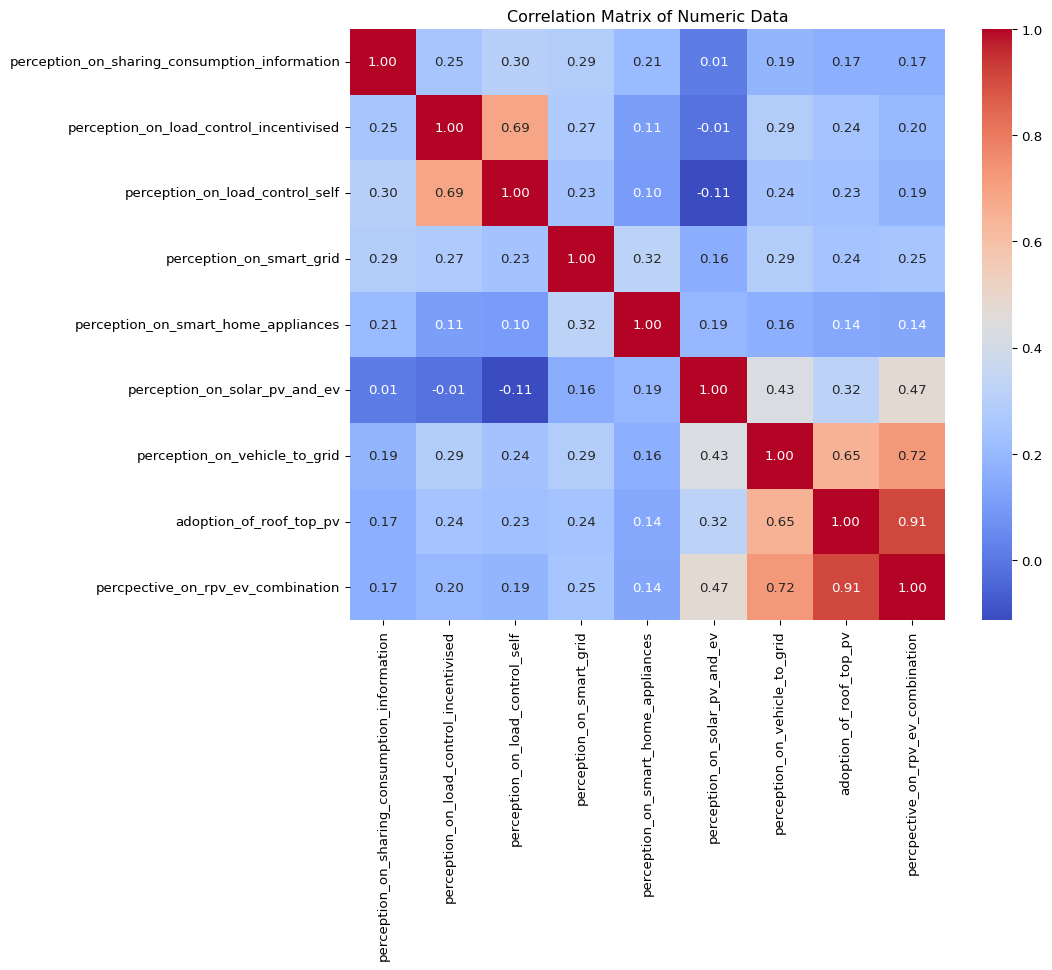 Correlation Matrix of Numeric Data
perception_on_sharing_consumption_information 1.00 0.25 0.30 0.29 0.21 0.01 0.19 0.17 0.17
perception_on_load_control_incentivised 0.25 1.00 0.69 0.27 0.11 -0.01 0.29 0.24 0.20
perception_on_load_control_self 0.30 0.69 1.00 0.23 0.10 -0.11 0.24 0.23 0.19
perception_on_smart_grid 0.29 0.27 0.23 1.00 0.32 0.16 0.29 0.24 0.25
perception_on_smart_home_appliances 0.21 0.11 0.10 0.32 1.00 0.19 0.16 0.14 0.14
perception_on_solar_pv_and_ev 0.01 -0.01 -0.11 0.16 0.19 1.00 0.43 0.32 0.47
perception_on_vehicle_to_grid 0.19 0.29 0.24 0.29 0.16 0.43 1.00 0.65 0.72
adoption_of_roof_top_pv 0.17 0.24 0.23 0.24 0.14 0.32 0.65 1.00 0.91
percpective_on_rpv_ev_combination 0.17 0.20 0.19 0.25 0.14 0.47 0.72 0.91 1.00
perception_on_sharing_consumption_information
perception_on_load_control_incentivised
perception_on_load_control_self
perception_on_smart_grid
perception_on_smart_home_appliances
perception_on_solar_pv_and_ev
perception_on_vehicle_to_grid
adoption_of_roof_top_pv
percpective_on_rpv_ev_combination
1.0
0.8
0.6
0.4
0.2
0.0